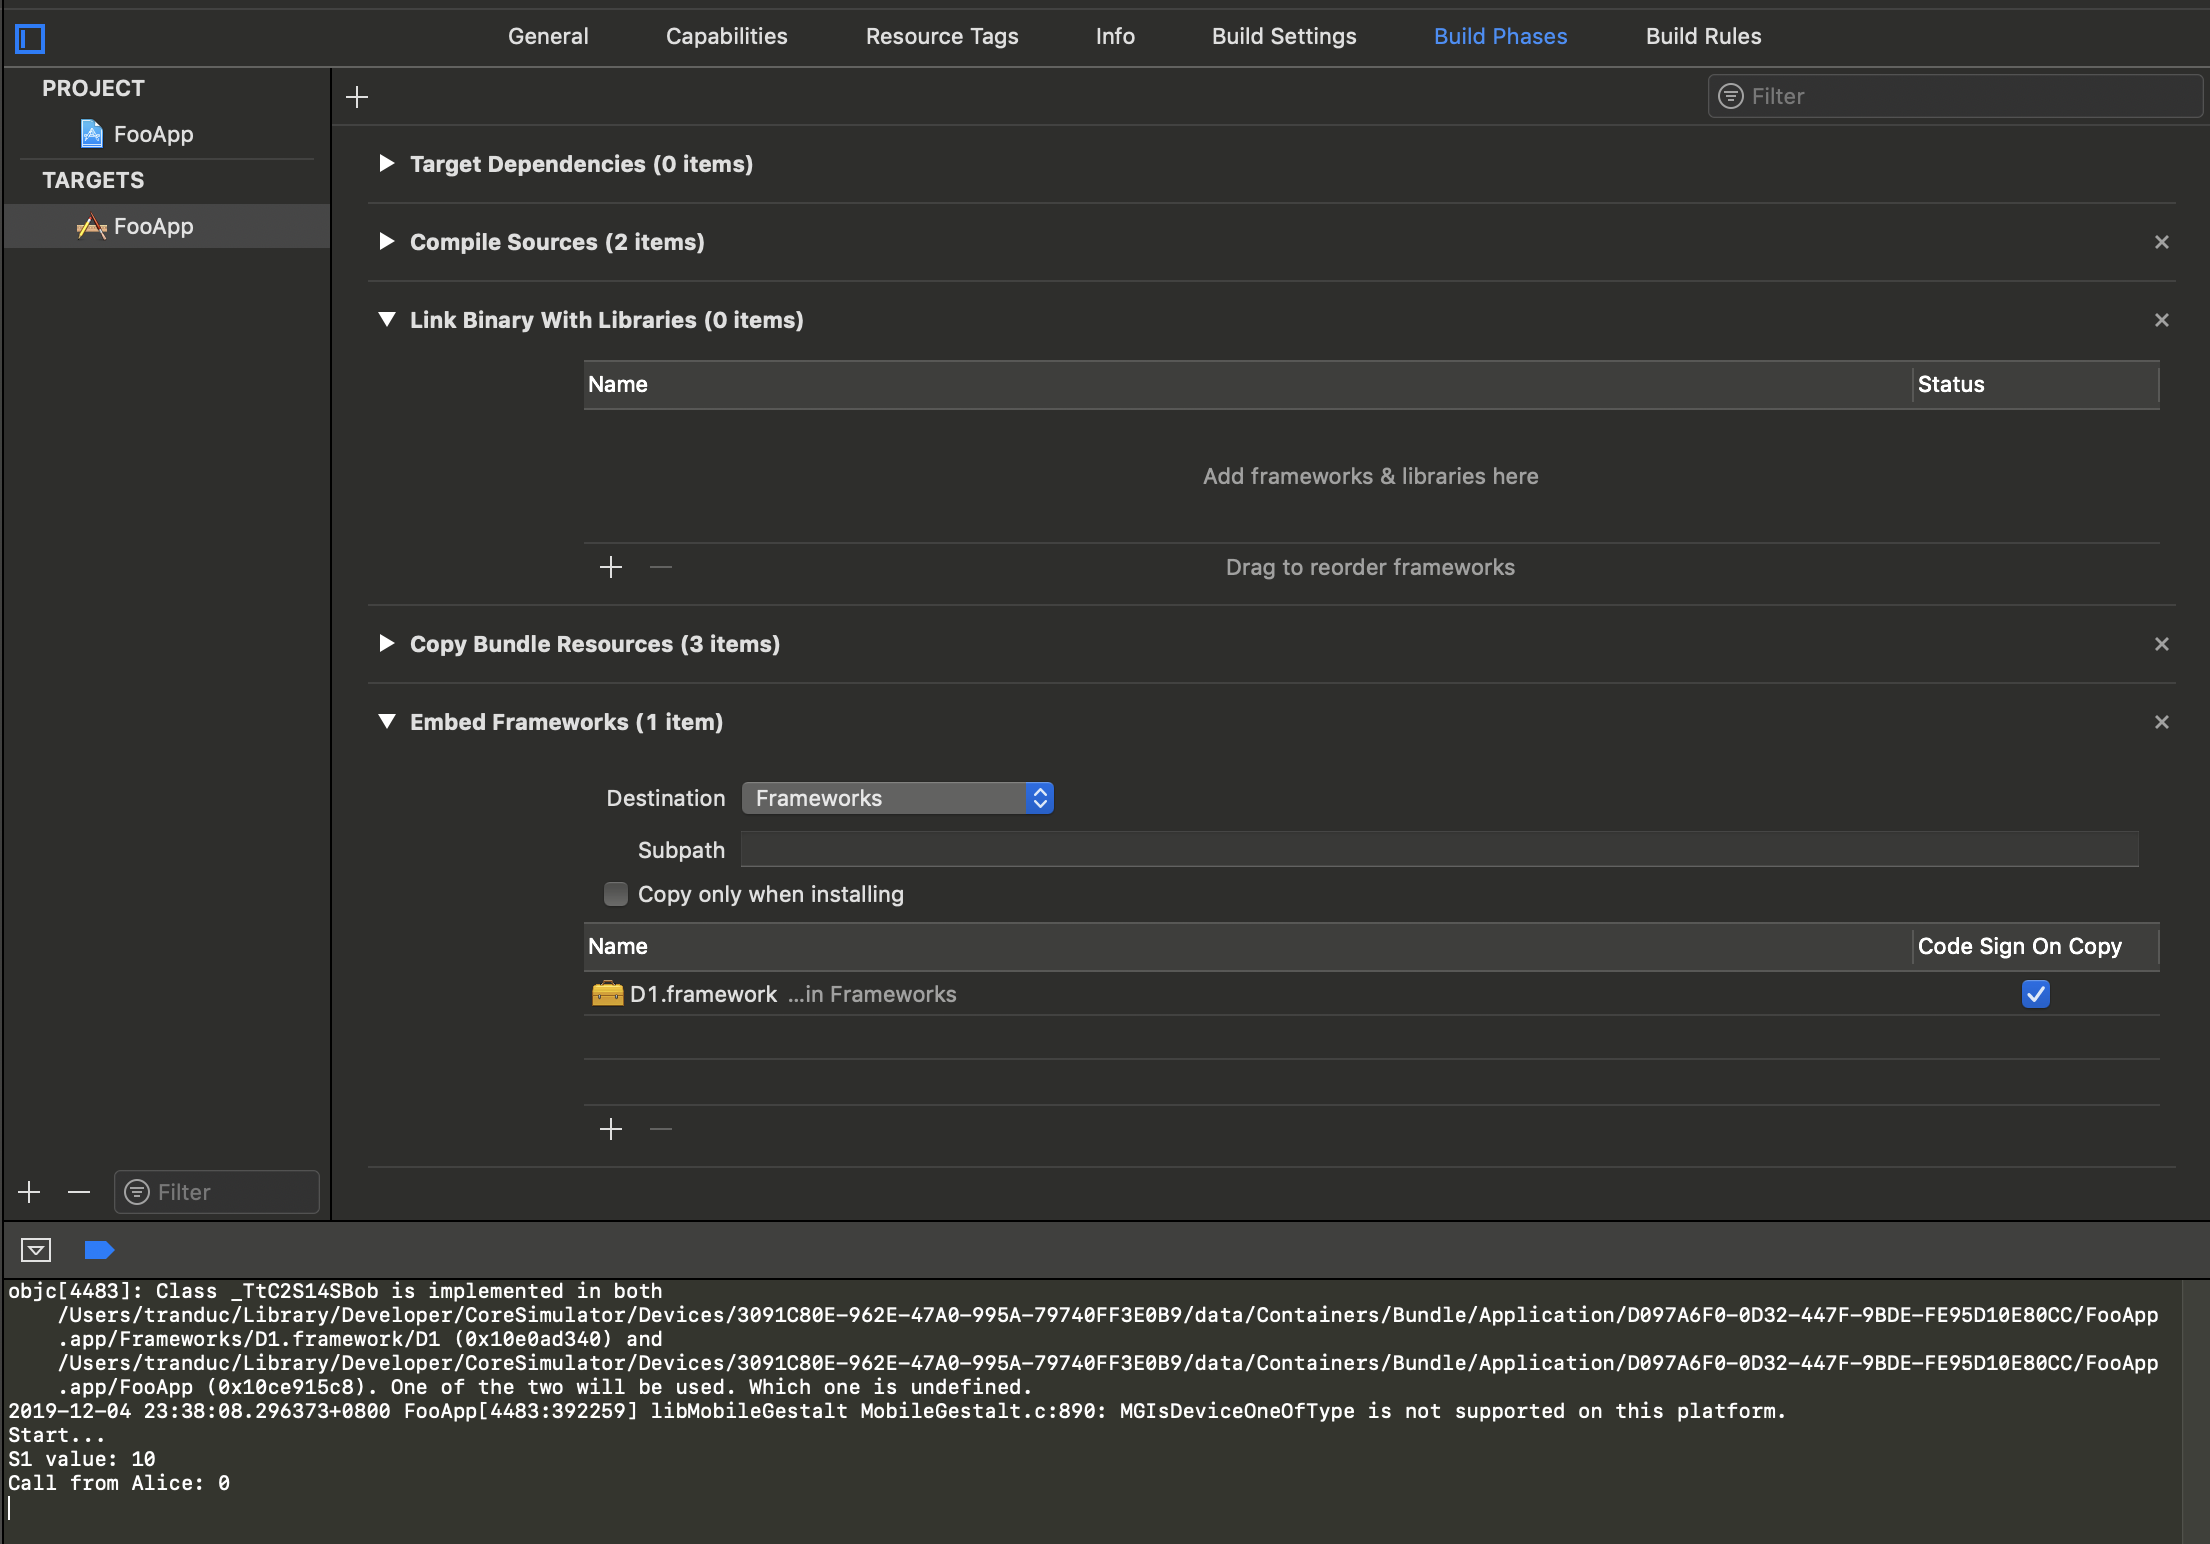 General
Capabilities
Resource Tags
Info
Build Settings
Build Phases
Build Rules
PROJECT
FooApp
TARGETS
FooApp
Filter
Target Dependencies (0 items)
Compile Sources (2 items)
Link Binary With Libraries (0 items)
Name
Status
Add frameworks & libraries here
Drag to reorder frameworks
Copy Bundle Resources (3 items)
Embed Frameworks (1 item)
Destination
Frameworks
Subpath
Copy only when installing
Name
Code Sign On Copy
D1.framework ...in Frameworks
Filter
objc[4483]: Class _TtC2S14SBob is implemented in both
/Users/tranduc/Library/Developer/CoreSimulator/Devices/3091C80E-962E-47A0-995A-79740FF3E0B9/data/Containers/Bundle/Application/D097A6F0-0D32-447F-9BDE-FE95D10E80CC/FooApp
.app/Frameworks/D1.framework/D1 (0x10e0ad340) and
/Users/tranduc/Library/Developer/CoreSimulator/Devices/3091C80E-962E-47A0-995A-79740FF3E0B9/data/Containers/Bundle/Application/D097A6F0-0D32-447F-9BDE-FE95D10E80CC/FooApp
.app/FooApp (0x10ce915c8). One of the two will be used. Which one is undefined.
2019-12-04 23:38:08.296373+0800 FooApp[4483:392259] libMobileGestalt MobileGestalt.c:890: MGIsDeviceOneOfType is not supported on this platform.
Start...
S1 value: 10
Call from Alice: 0